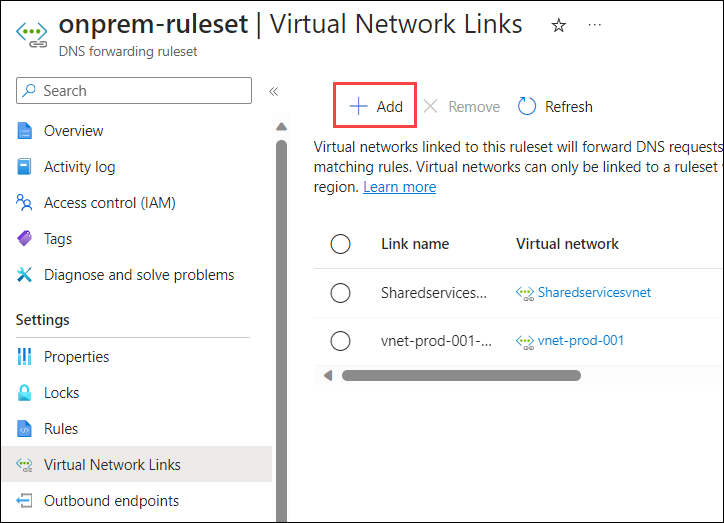 onprem-ruleset | Virtual Network Links ☆ ...
DNS forwarding ruleset
Search
Overview
Activity log
Access control (IAM)
Tags
Diagnose and solve problems
Settings
Properties
Locks
Rules
Virtual Network Links
Outbound endpoints
Add Remove Refresh
Virtual networks linked to this ruleset will forward DNS requests
matching rules. Virtual networks can only be linked to a ruleset
region. Learn more
Link name Virtual network
Sharedservices... Sharedservicesvnet
vnet-prod-001-... vnet-prod-001